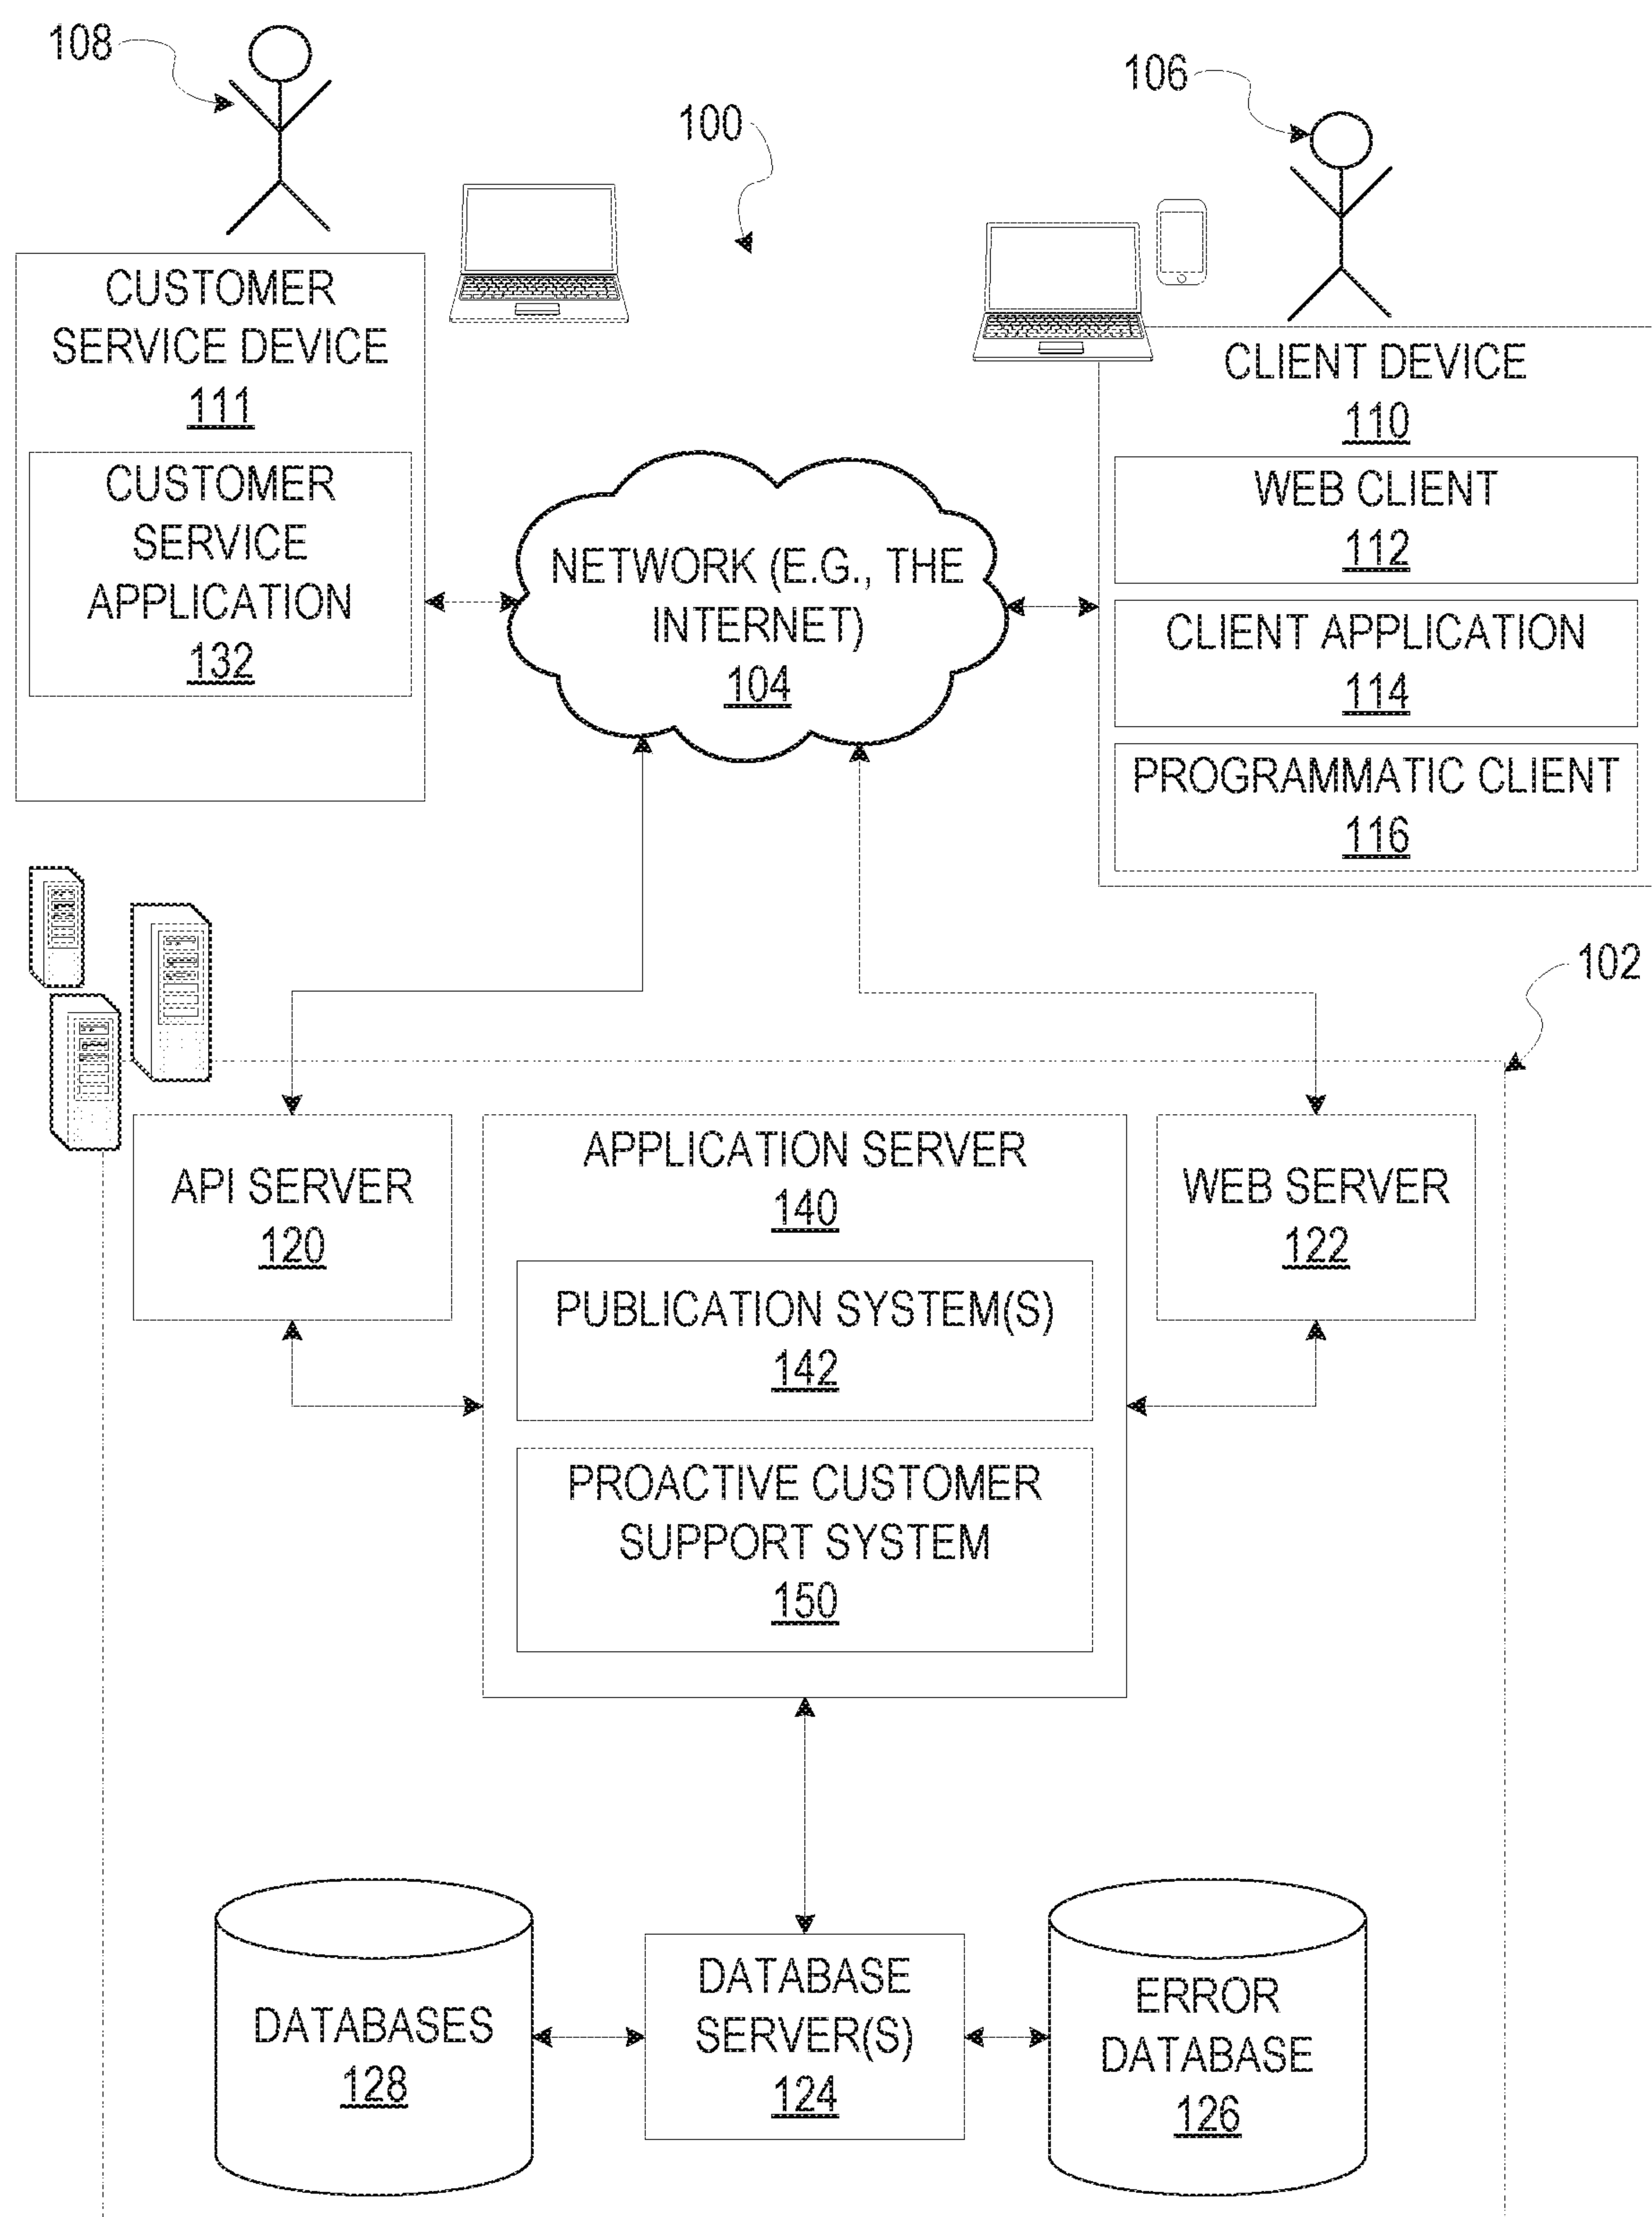 108
100
106
CUSTOMER
SERVICE DEVICE
111
CUSTOMER
SERVICE
APPLICATION
132
NETWORK (E.G., THE
INTERNET)
104
CLIENT DEVICE
110
WEB CLIENT
112
CLIENT APPLICATION
114
PROGRAMMATIC CLIENT
116
102
API SERVER
120
APPLICATION SERVER
140
PUBLICATION SYSTEM(S)
142
PROACTIVE CUSTOMER
SUPPORT SYSTEM
150
WEB SERVER
122
DATABASES
128
DATABASE
SERVER(S)
124
ERROR
DATABASE
126